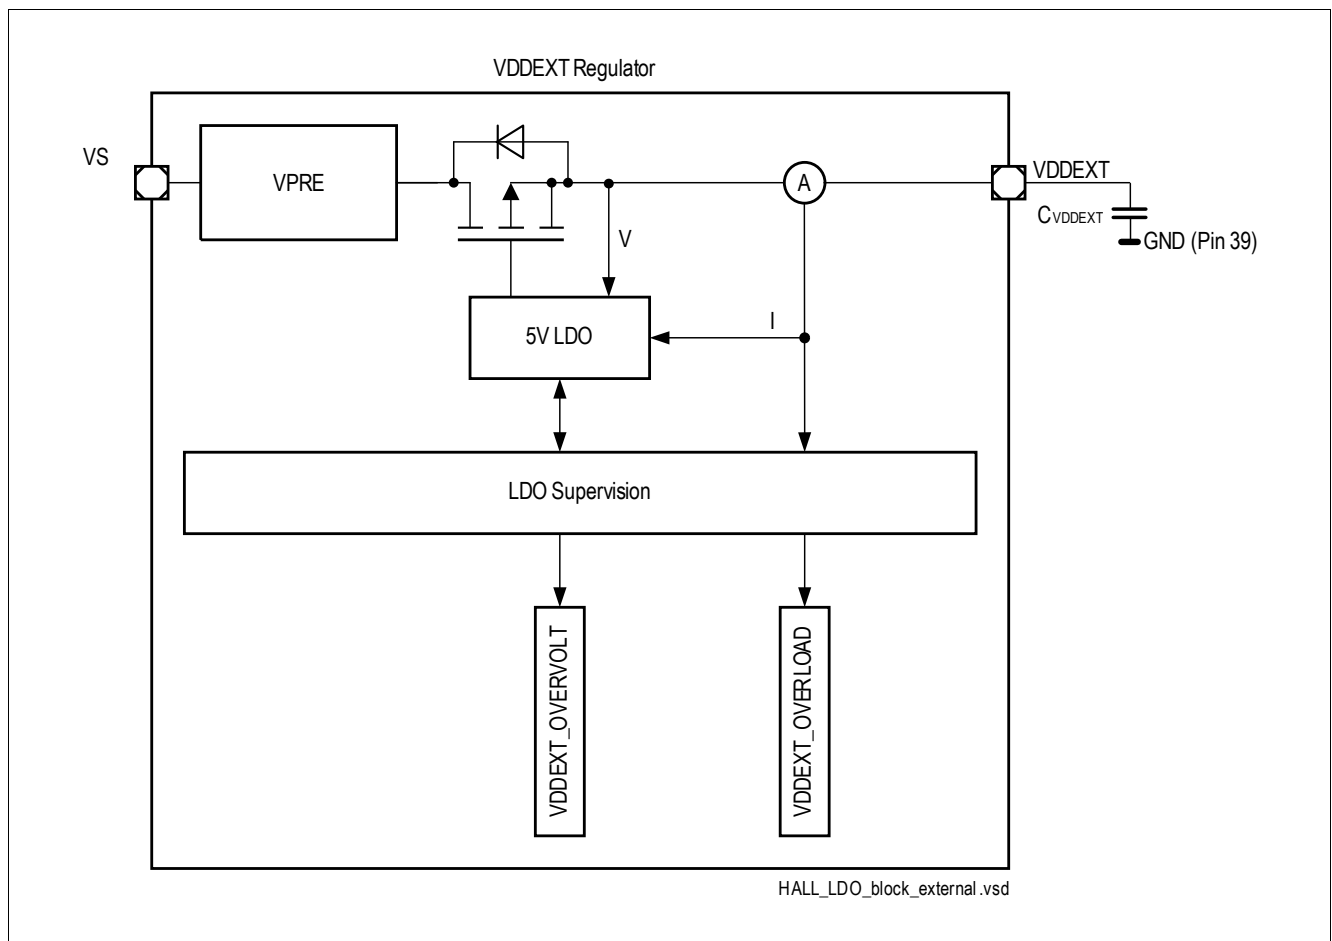 VDDEXT Regulator
VS
VPRE
A
VDDEXT
CVDDEXT
GND (Pin 39)
V
5V LDO
I
LDO Supervision
VDDEXT_OVERVOLT
VDDEXT_OVERLOAD
HALL_LDO_block_external.vsd